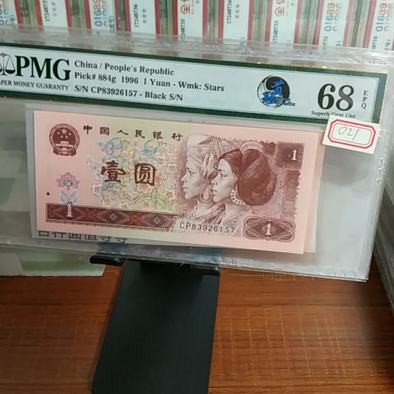 PMG
PAPER MONEY GUARANTY
China / People's Republic
Pick# 884g 1996 1 Yuan - Wmk: Stars
S/N CP83926157 - Black S/N
68 EPQ
Superb Gem Unc
021
中国人民银行
壹圆
1
1
CP83926157